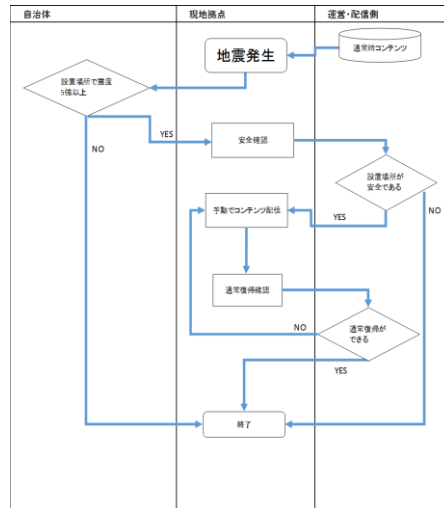 自治体
現地拠点
運営・配信側
地震発生
通常時コンテンツ
設置場所で震度
5強以上
YES
安全確認
NO
設置場所が
安全である
手動でコンテンツ配信
YES
NO
通常復帰確認
通常復帰が
できる
NO
YES
終了